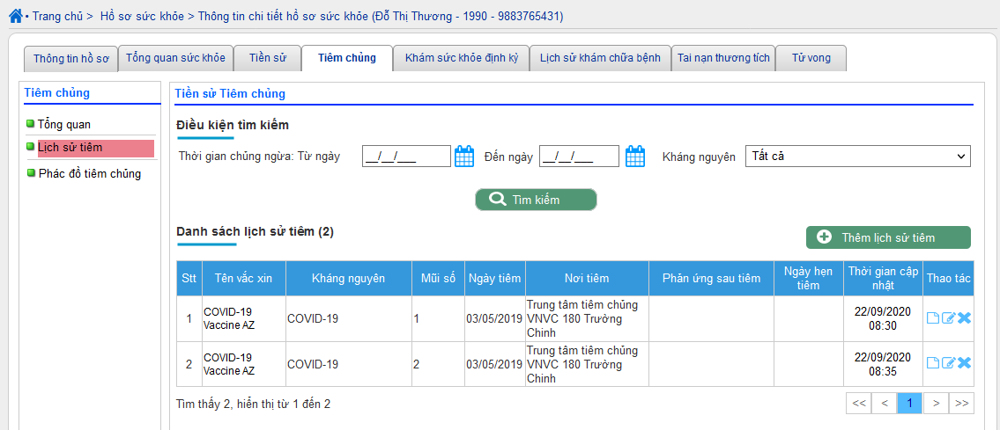 • Trang chủ > Hồ sơ sức khỏe > Thông tin chi tiết hồ sơ sức khỏe (Đỗ Thị Thương - 1990 - 9883765431)
Thông tin hồ sơ Tổng quan sức khỏe Tiền sử Tiêm chủng Khám sức khỏe định kỳ Lịch sử khám chữa bệnh Tai nạn thương tích Tử vong
Tiêm chủng
Tổng quan
Lịch sử tiêm
Phác đồ tiêm chủng
Tiền sử Tiêm chủng
Điều kiện tìm kiếm
Thời gian chủng ngừa: Từ ngày __/__/___ Đến ngày __/__/___ Kháng nguyên Tất cả
Tìm kiếm
Danh sách lịch sử tiêm (2)
Thêm lịch sử tiêm
Stt Tên vắc xin Kháng nguyên Mũi số Ngày tiêm Nơi tiêm Phản ứng sau tiêm Ngày hẹn tiêm Thời gian cập nhật Thao tác
1 COVID-19 Vaccine AZ COVID-19 1 03/05/2019 Trung tâm tiêm chủng VNVC 180 Trường Chinh 22/09/2020 08:30
2 COVID-19 Vaccine AZ COVID-19 2 03/05/2019 Trung tâm tiêm chủng VNVC 180 Trường Chinh 22/09/2020 08:35
Tìm thấy 2, hiển thị từ 1 đến 2
<< < 1 > >>